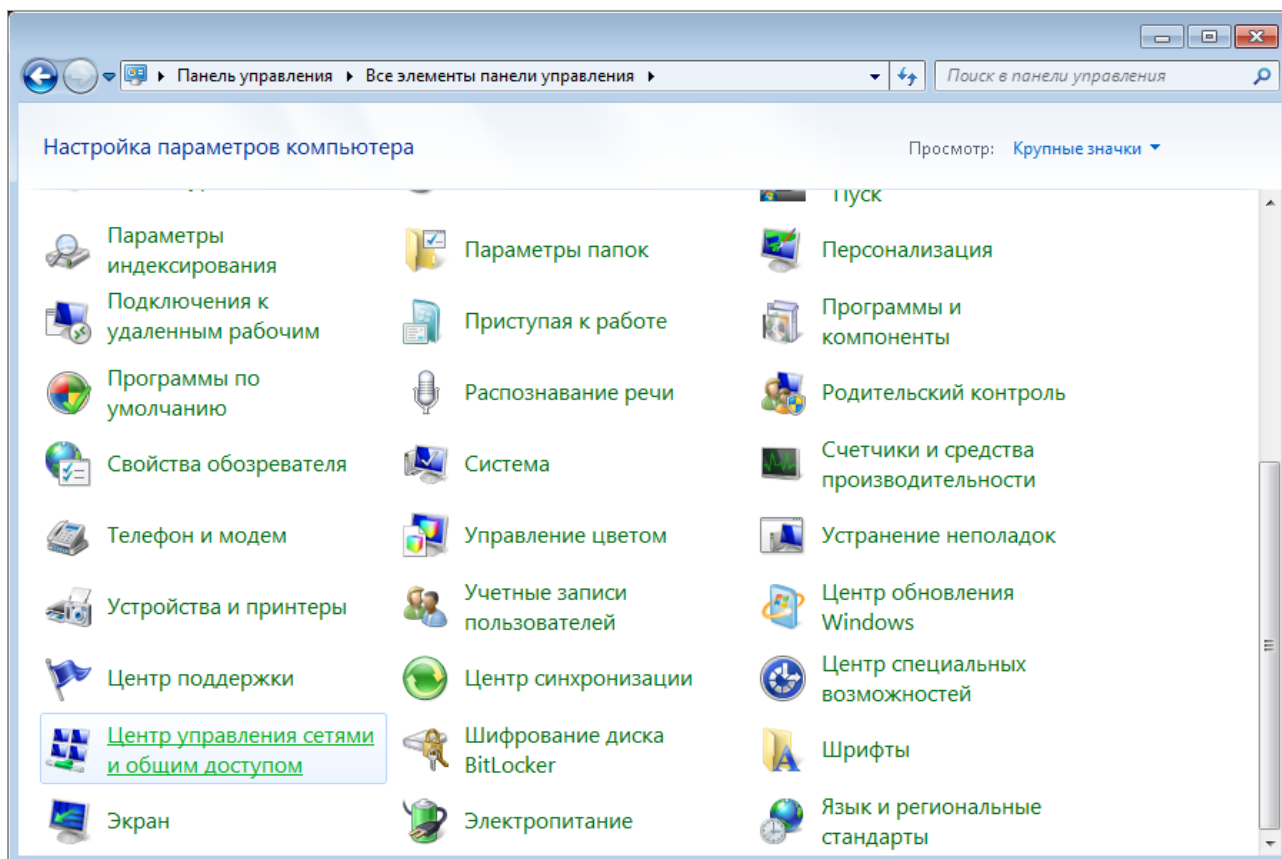 Панель управления ▸ Все элементы панели управления ▸
Поиск в панели управления
Настройка параметров компьютера
Просмотр: Крупные значки
Пуск
Параметры
индексирования
Параметры папок
Персонализация
Подключения к
удаленным рабочим
Приступая к работе
Программы и
компоненты
Программы по
умолчанию
Распознавание речи
Родительский контроль
Свойства обозревателя
Система
Счетчики и средства
производительности
Телефон и модем
Управление цветом
Устранение неполадок
Устройства и принтеры
Учетные записи
пользователей
Центр обновления
Windows
Центр поддержки
Центр синхронизации
Центр специальных
возможностей
Центр управления сетями
и общим доступом
Шифрование диска
BitLocker
Шрифты
Экран
Электропитание
Язык и региональные
стандарты